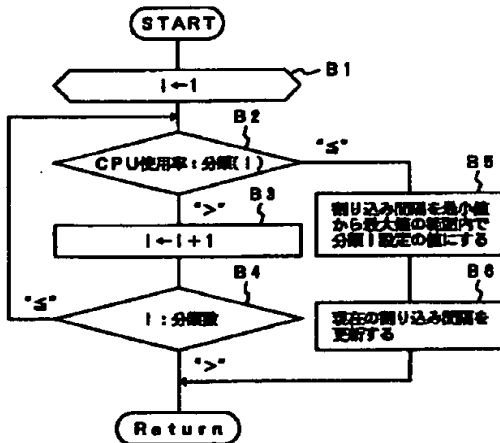 START
B1
I←1
B2
CPU使用率:分類(I)
"≦"
">"
B3
I←I+1
B4
"≦"
I:分類数
">"
B5
割り込み間隔を最小値
から最大値の範囲内で
分類I設定の値にする
B6
現在の割り込み間隔を
更新する
Return